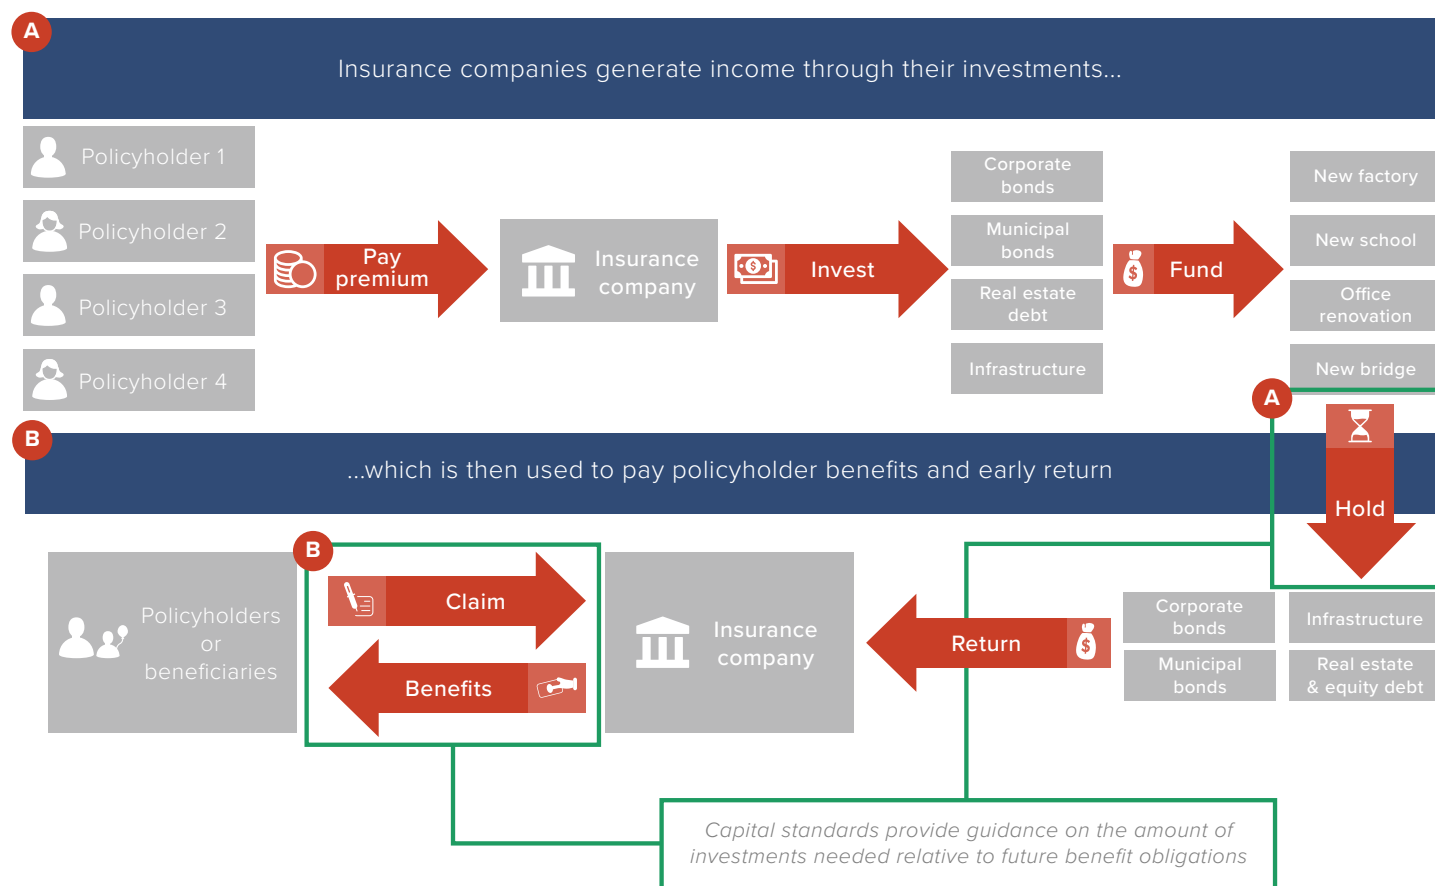 A
Insurance companies generate income through their investments...
Policyholder 1
Policyholder 2
Policyholder 3
Policyholder 4
Pay
premium
Insurance
company
Invest
Corporate
bonds
Municipal
bonds
Real estate
debt
Infrastructure
Fund
New factory
New school
Office
renovation
New bridge
A
Hold
B
...which is then used to pay policyholder benefits and early return
Policyholders
or
beneficiaries
B
Claim
Benefits
Insurance
company
Return
Corporate
bonds
Infrastructure
Municipal
bonds
Real estate
& equity debt
Capital standards provide guidance on the amount of
investments needed relative to future benefit obligations